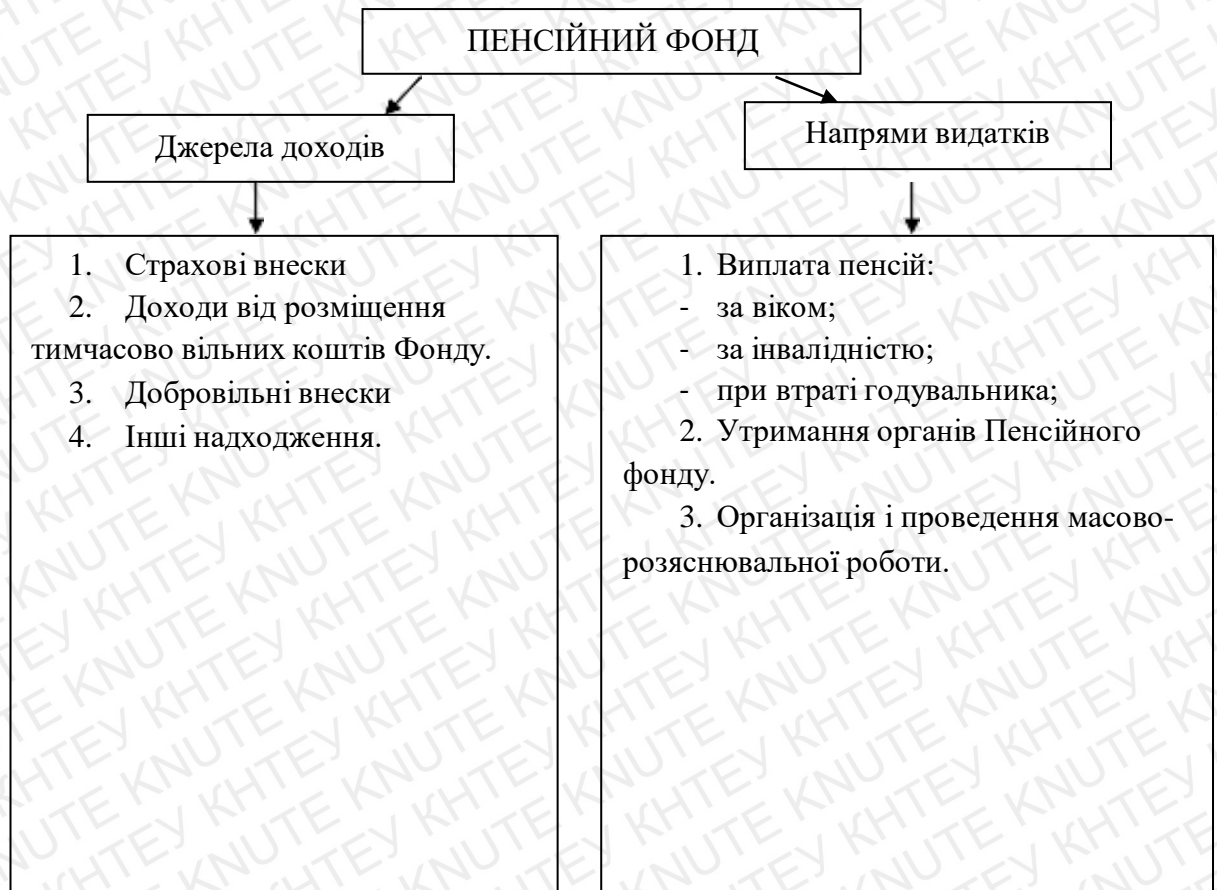 ПЕНСІЙНИЙ ФОНД
Джерела доходів
Напрями видатків
1. Страхові внески
2. Доходи від розміщення
тимчасово вільних коштів Фонду.
3. Добровільні внески
4. Інші надходження.
1. Виплата пенсій:
- за віком;
- за інвалідністю;
- при втраті годувальника;
2. Утримання органів Пенсійного
фонду.
3. Організація і проведення масово-
розяснювальної роботи.